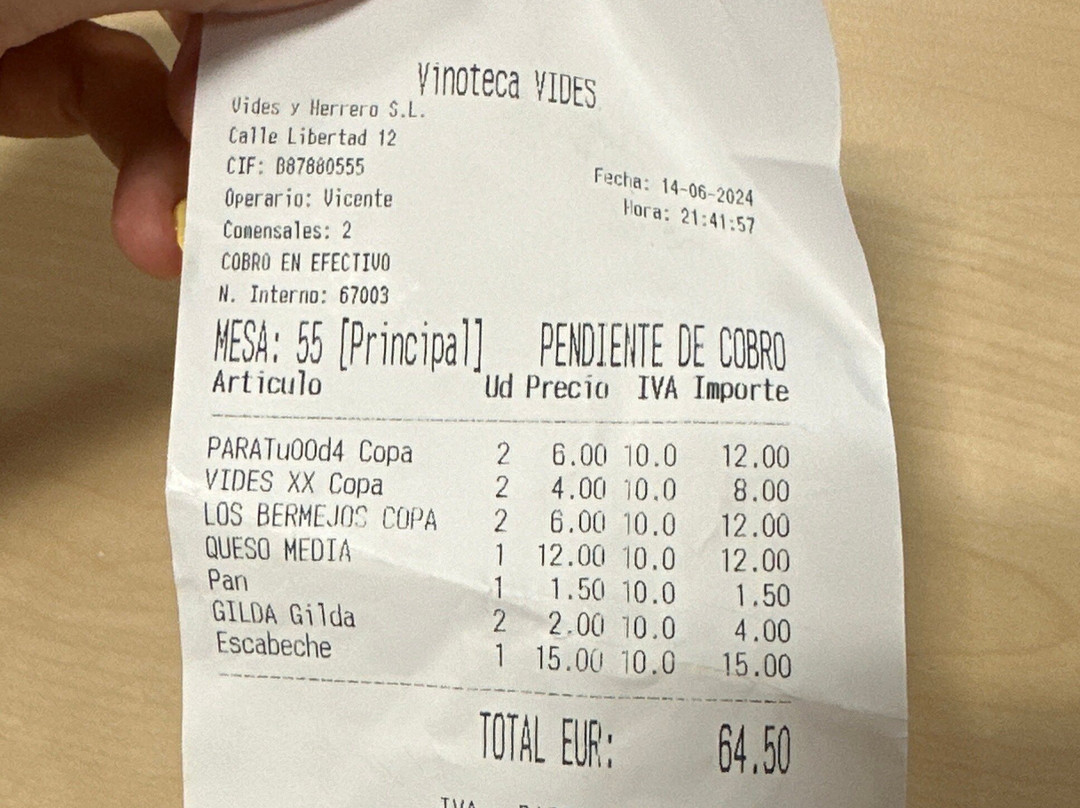 Vinoteca VIDES
Vides y Herrero S.L.
Calle Libertad 12
CIF: B87880555
Operario: Vicente
Comensales: 2
COBRO EN EFECTIVO
N. Interno: 67003
Fecha: 14-06-2024
Hora: 21:41:57
MESA: 55 [Principal] PENDIENTE DE COBRO
Articulo Ud Precio IVA Importe
PARATu00d4 Copa 2 6.00 10.0 12.00
VIDES XX Copa 2 4.00 10.0 8.00
LOS BERMEJOS COPA 2 6.00 10.0 12.00
QUESO MEDIA 1 12.00 10.0 12.00
Pan 1 1.50 10.0 1.50
GILDA Gilda 2 2.00 10.0 4.00
Escabeche 1 15.00 10.0 15.00
TOTAL EUR: 64.50
IVA